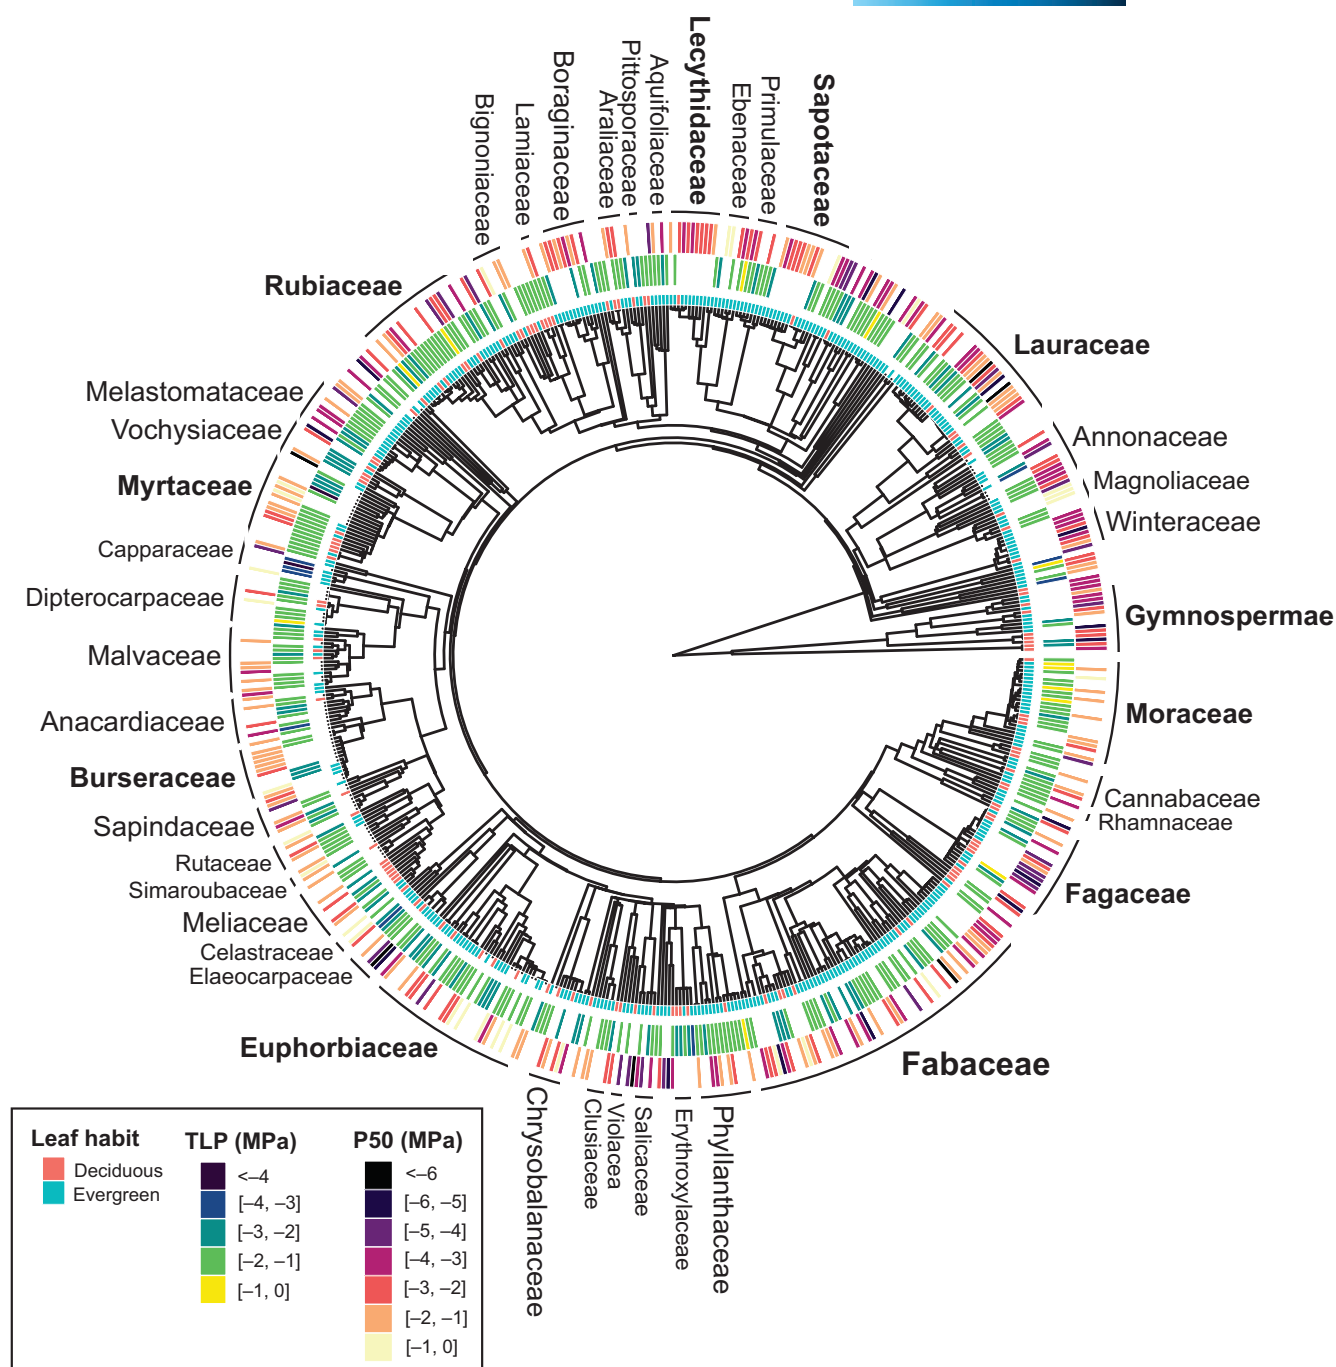 Lecythidaceae
Aquifoliaceae
Pittosporaceae
Araliaceae
Boraginaceae
Lamiaceae
Bignoniaceae
Ebenaceae
Primulaceae
Sapotaceae
Rubiaceae
Lauraceae
Melastomataceae
Vochysiaceae
Annonaceae
Magnoliaceae
Myrtaceae
Winteraceae
Capparaceae
Dipterocarpaceae
Gymnospermae
Malvaceae
Moraceae
Anacardiaceae
Burseraceae
Cannabaceae
Rhamnaceae
Sapindaceae
Rutaceae
Simaroubaceae
Fagaceae
Meliaceae
Celastraceae
Elaeocarpaceae
Euphorbiaceae
Fabaceae
Chrysobalanaceae
Clusiaceae
Violacea
Salicaceae
Erythroxylaceae
Phyllanthaceae
Leaf habit
Deciduous
Evergreen
TLP (MPa)
<–4
[–4, –3]
[–3, –2]
[–2, –1]
[–1, 0]
P50 (MPa)
<–6
[–6, –5]
[–5, –4]
[–4, –3]
[–3, –2]
[–2, –1]
[–1, 0]